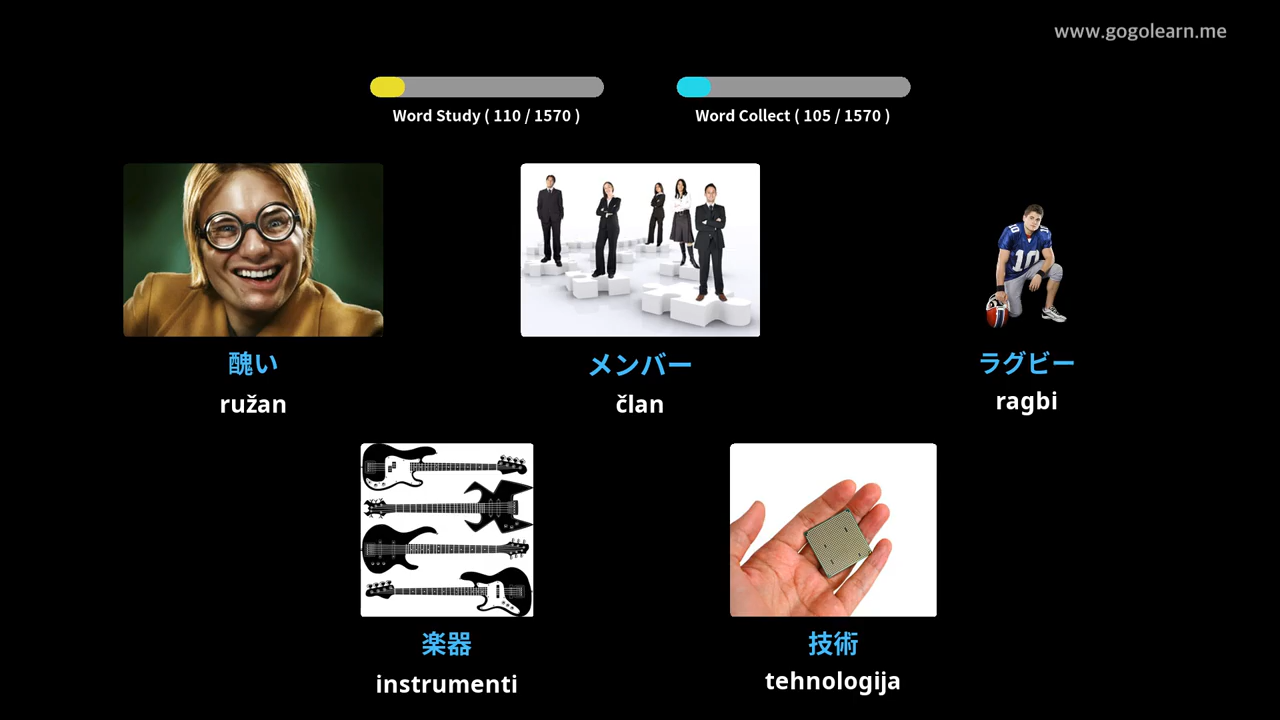 www.gogolearn.me
Word Study ( 110 / 1570 )
Word Collect ( 105 / 1570 )
醜い
メンバー
ラグビー
ružan
član
ragbi
10
楽器
技術
instrumenti
tehnologija